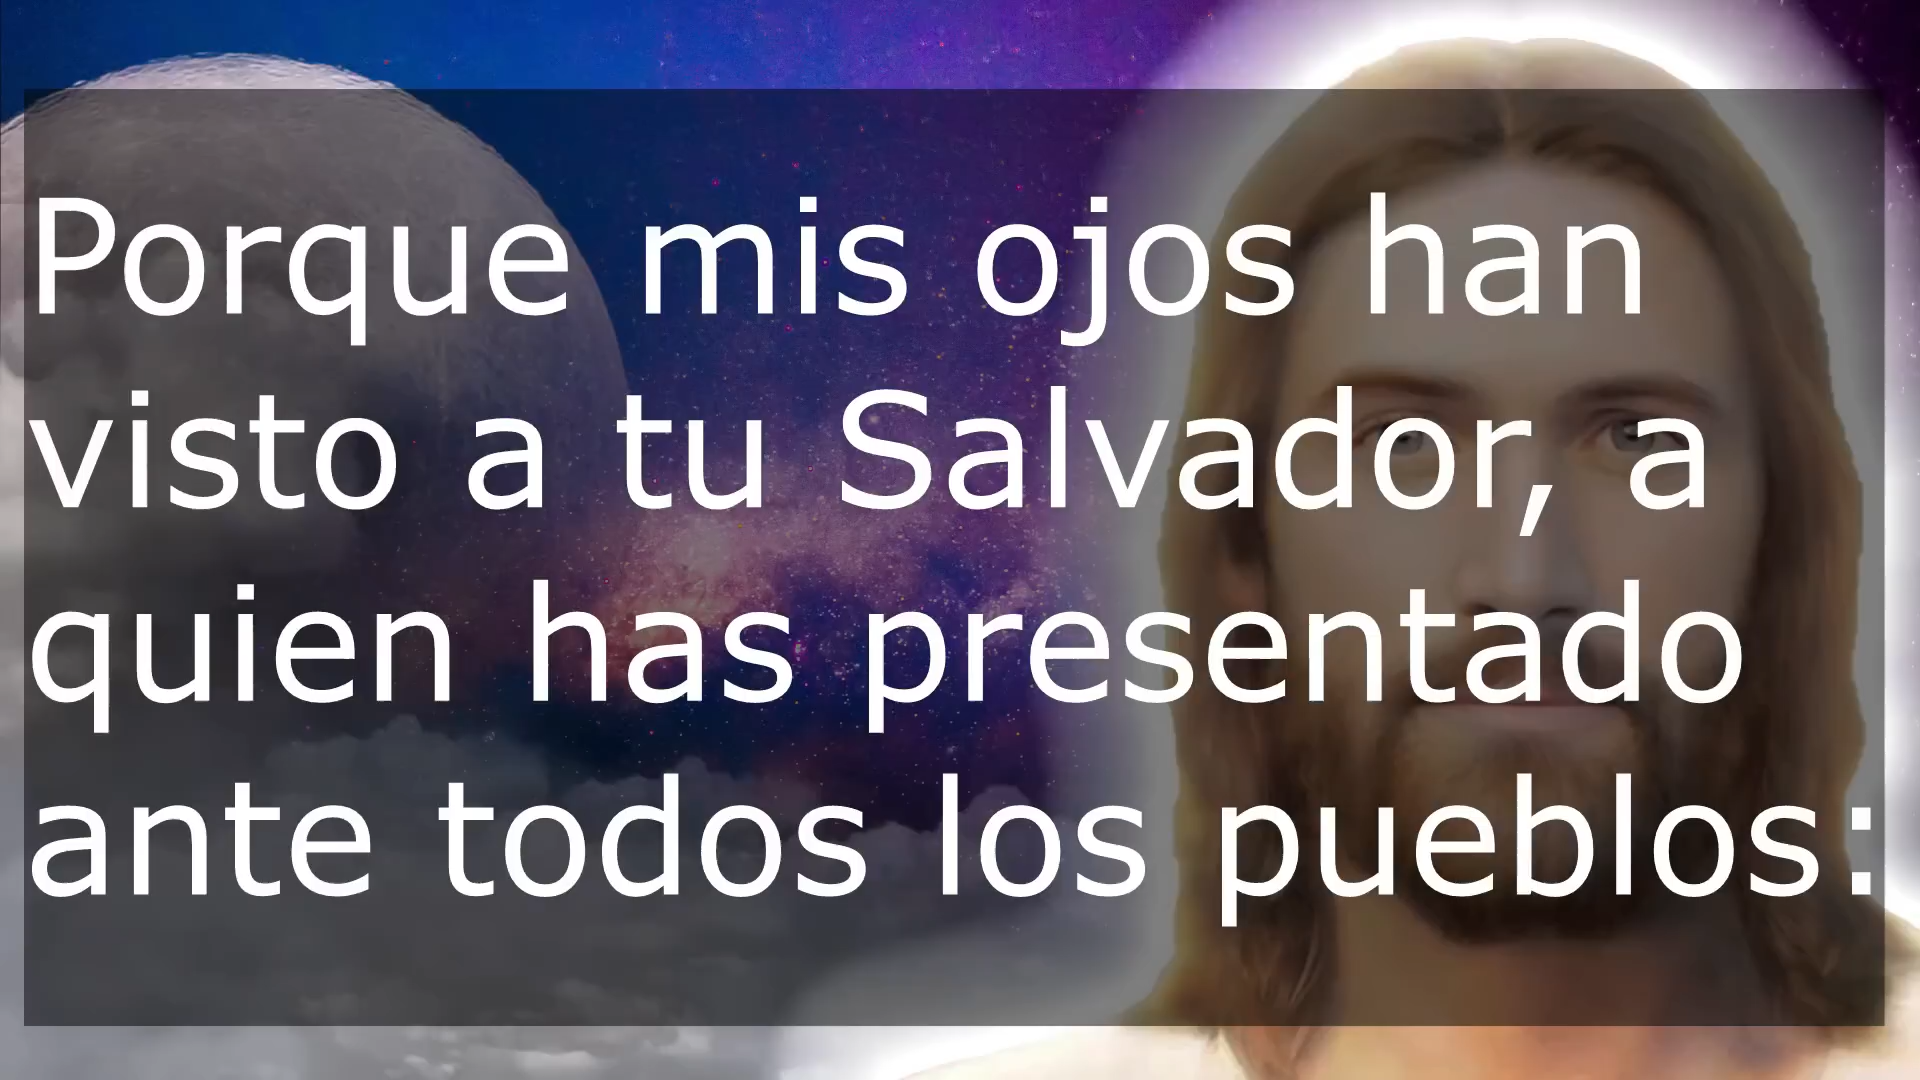 Porque mis ojos han
visto a tu Salvador, a
quien has presentado
ante todos los pueblos: